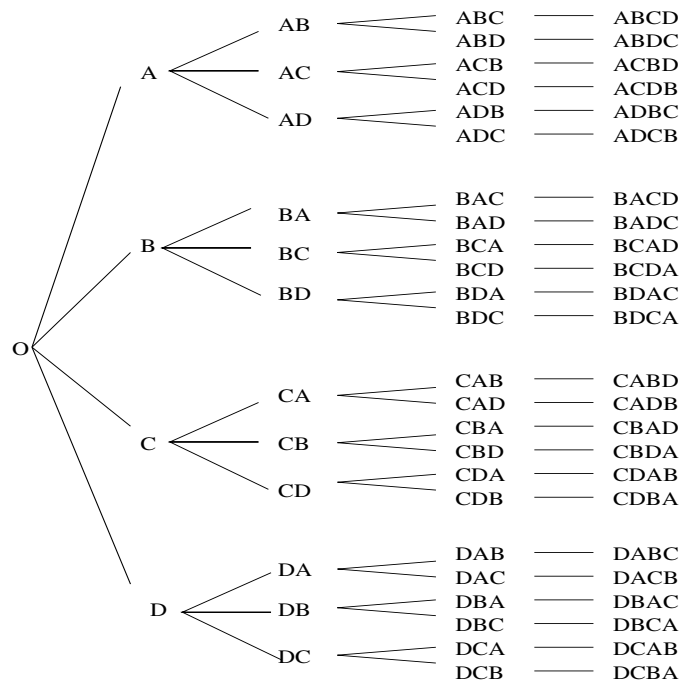 ABC ABCD
AB
ABD ABDC
ACB ACBD
A AC
ACD ACDB
ADB ADBC
AD
ADC ADCB
BAC BACD
BA
BAD BADC
B BC BCA BCAD
BCD BCDA
BD BDA BDAC
BDC BDCA
O
CAB CABD
CA
CAD CADB
CBA CBAD
C CB
CBD CBDA
CDA CDAB
CD
CDB CDBA
DAB DABC
DA
DAC DACB
DBA DBAC
D DB
DBC DBCA
DCA DCAB
DC
DCB DCBA